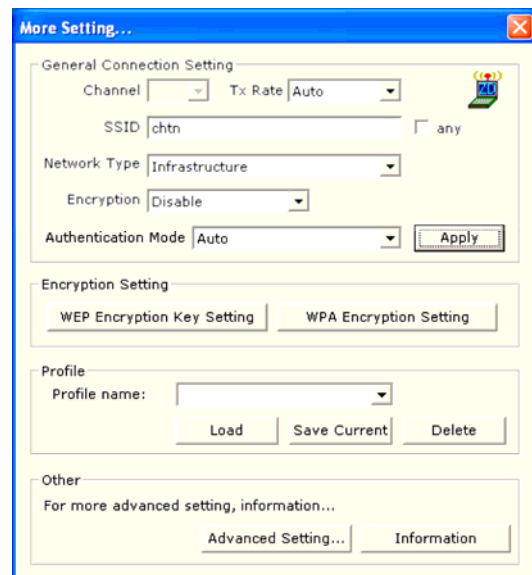 More Setting...
General Connection Setting
Channel Tx Rate Auto
ZD
SSID chtn any
Network Type Infrastructure
Encryption Disable
Authentication Mode Auto Apply
Encryption Setting
WEP Encryption Key Setting WPA Encryption Setting
Profile
Profile name:
Load Save Current Delete
Other
For more advanced setting, information...
Advanced Setting... Information